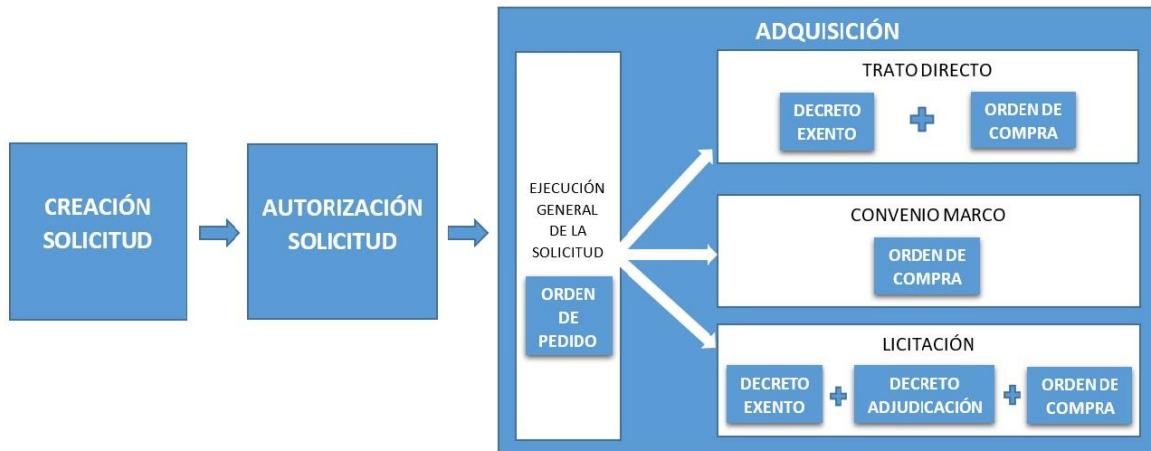 CREACIÓN
SOLICITUD
AUTORIZACIÓN
SOLICITUD
ADQUISICIÓN
EJECUCIÓN
GENERAL
DE LA
SOLICITUD
ORDEN
DE
PEDIDO
TRATO DIRECTO
DECRETO
EXENTO
ORDEN DE
COMPRA
CONVENIO MARCO
ORDEN DE
COMPRA
LICITACIÓN
DECRETO
EXENTO
DECRETO
ADJUDICACIÓN
ORDEN DE
COMPRA